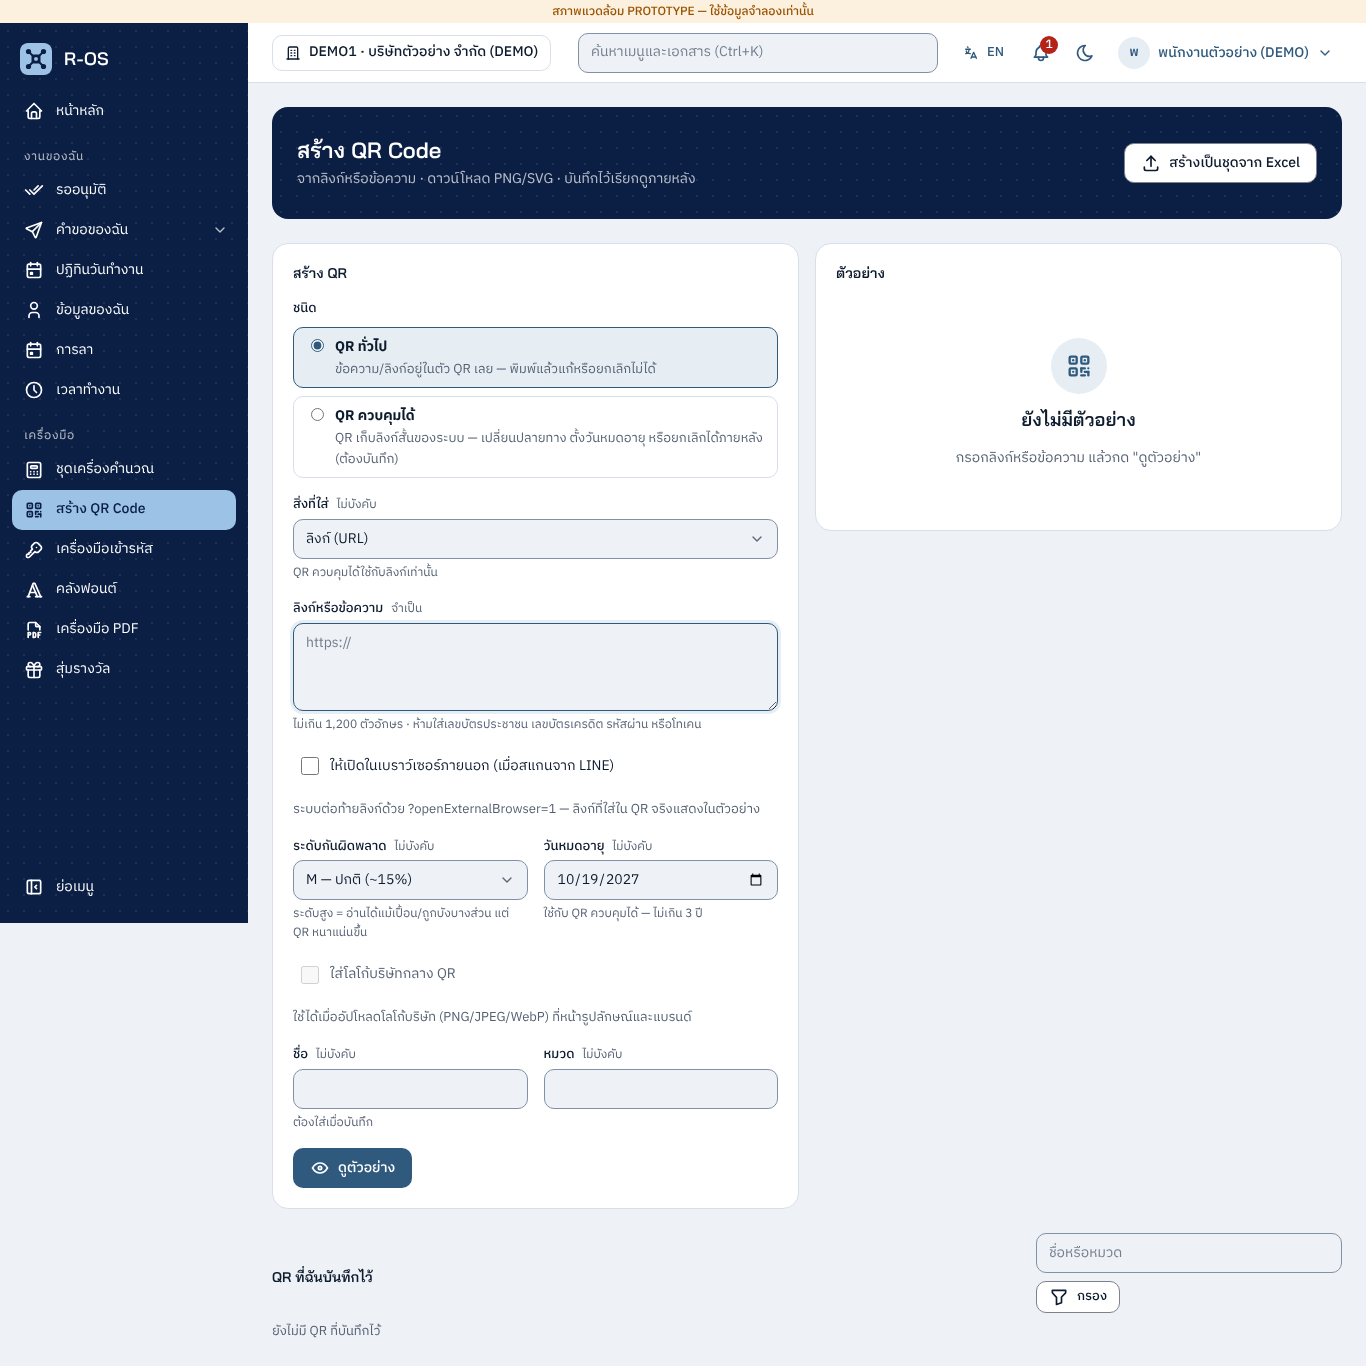 สภาพแวดล้อม PROTOTYPE — ใช้ข้อมูลจำลองเท่านั้น
R-OS
DEMO1 · บริษัทตัวอย่าง จำกัด (DEMO)
ค้นหาเมนูและเอกสาร (Ctrl+K)
EN
1
พ
พนักงานตัวอย่าง (DEMO)
หน้าหลัก
งานของฉัน
รออนุมัติ
คำขอของฉัน
ปฏิทินวันทำงาน
ข้อมูลของฉัน
การลา
เวลาทำงาน
เครื่องมือ
ชุดเครื่องคำนวณ
สร้าง QR Code
เครื่องมือเข้ารหัส
คลังฟอนต์
เครื่องมือ PDF
สุ่มรางวัล
ย่อเมนู
สร้าง QR Code
จากลิงก์หรือข้อความ · ดาวน์โหลด PNG/SVG · บันทึกไว้เรียกดูภายหลัง
สร้างเป็นชุดจาก Excel
สร้าง QR
ชนิด
QR ทั่วไป
ข้อความ/ลิงก์อยู่ในตัว QR เลย — พิมพ์แล้วแก้หรือยกเลิกไม่ได้
QR ควบคุมได้
QR เก็บลิงก์สั้นของระบบ — เปลี่ยนปลายทาง ตั้งวันหมดอายุ หรือยกเลิกได้ภายหลัง
(ต้องบันทึก)
สิ่งที่ใส่ ไม่บังคับ
ลิงก์ (URL)
QR ควบคุมได้ใช้กับลิงก์เท่านั้น
ลิงก์หรือข้อความ จำเป็น
https://
ไม่เกิน 1,200 ตัวอักษร · ห้ามใส่เลขบัตรประชาชน เลขบัตรเครดิต รหัสผ่าน หรือโทเคน
ให้เปิดในเบราว์เซอร์ภายนอก (เมื่อสแกนจาก LINE)
ระบบต่อท้ายลิงก์ด้วย ?openExternalBrowser=1 — ลิงก์ที่ใส่ใน QR จริงแสดงในตัวอย่าง
ระดับกันผิดพลาด ไม่บังคับ
M — ปกติ (~15%)
ระดับสูง = อ่านได้แม้เปื้อน/ถูกบังบางส่วน แต่
QR หนาแน่นขึ้น
วันหมดอายุ ไม่บังคับ
10/19/2027
ใช้กับ QR ควบคุมได้ — ไม่เกิน 3 ปี
ใส่โลโก้บริษัทกลาง QR
ใช้ได้เมื่ออัปโหลดโลโก้บริษัท (PNG/JPEG/WebP) ที่หน้ารูปลักษณ์และแบรนด์
ชื่อ ไม่บังคับ
ต้องใส่เมื่อบันทึก
หมวด ไม่บังคับ
ดูตัวอย่าง
ตัวอย่าง
ยังไม่มีตัวอย่าง
กรอกลิงก์หรือข้อความ แล้วกด "ดูตัวอย่าง"
QR ที่ฉันบันทึกไว้
ชื่อหรือหมวด
กรอง
ยังไม่มี QR ที่บันทึกไว้